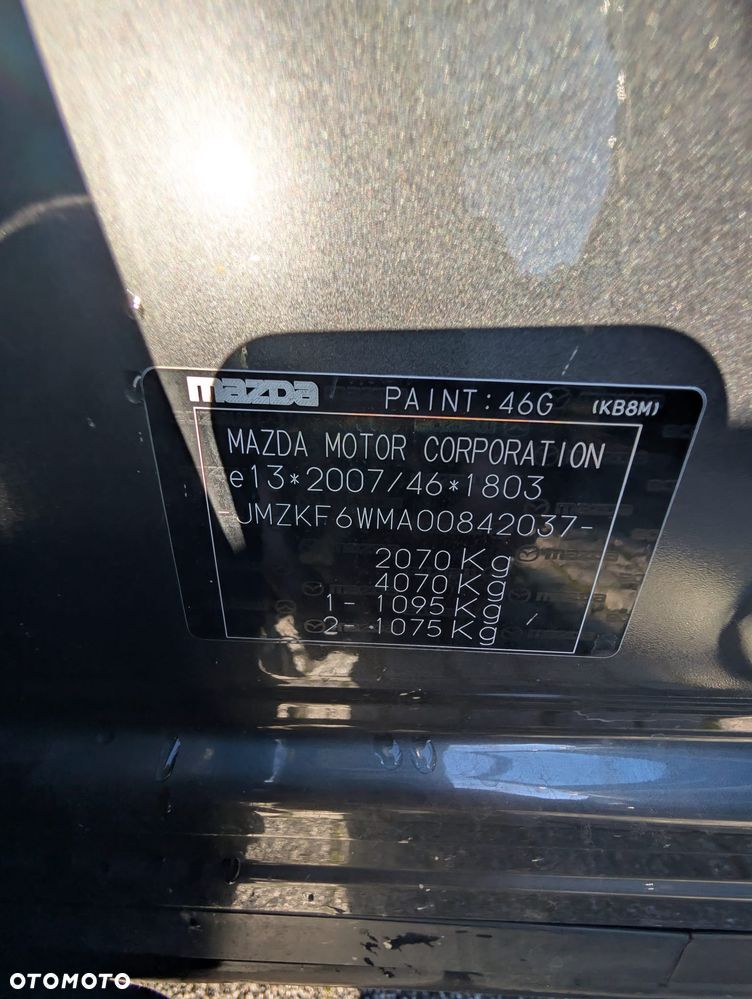 mazda PAINT:46G (KB8M)
MAZDA MOTOR CORPORATION
e13*2007/46*1803
-JMZKF6WMA00842037-
2070Kg
4070Kg
1- 1095Kg
2- 1075Kg
OTOMOTO